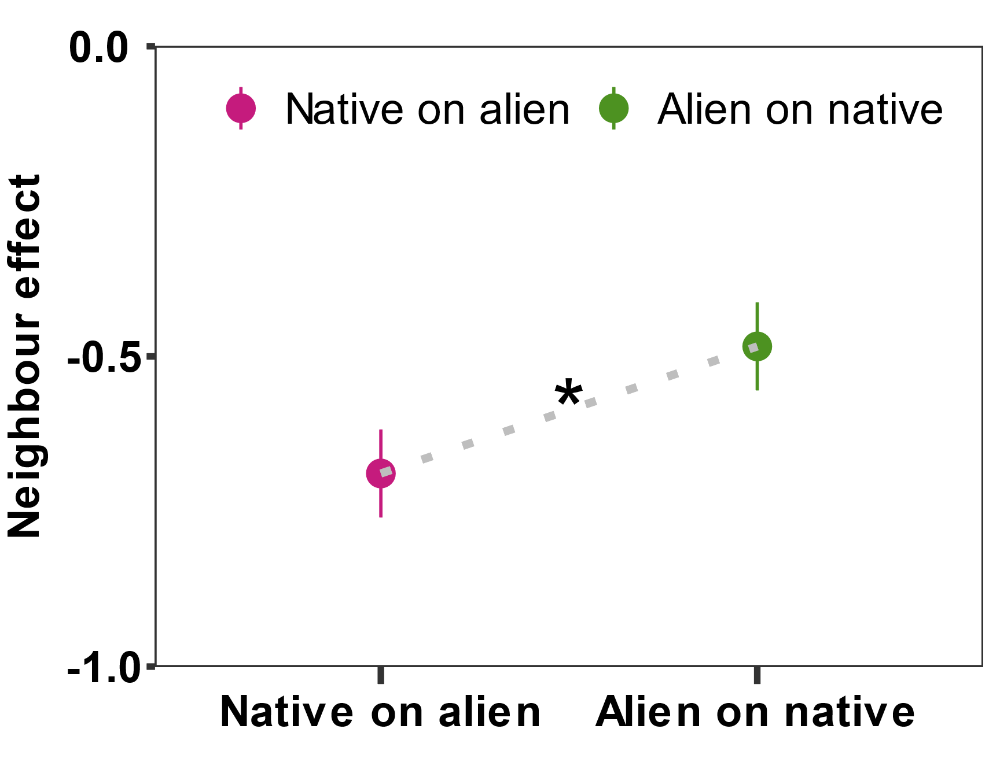 0.0
Native on alien
Alien on native
Neighbour effect
-0.5
*
-1.0
Native on alien
Alien on native